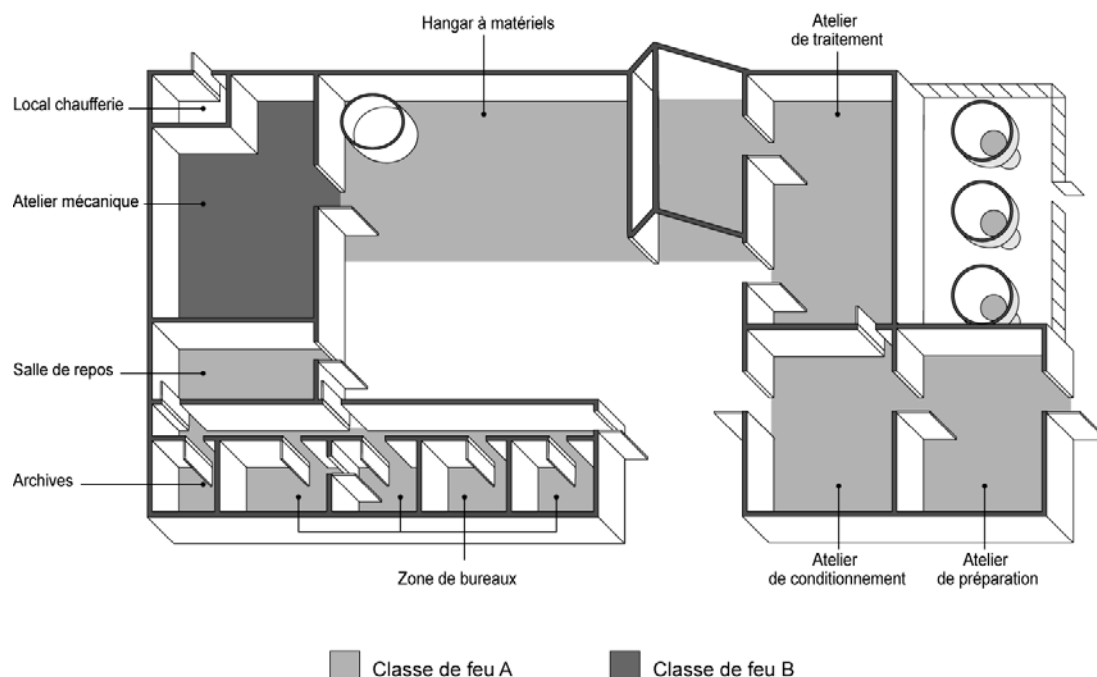 Hangar à matériels
Atelier
de traitement
Local chaufferie
Atelier mécanique
Salle de repos
Archives
Zone de bureaux
Atelier
de conditionnement
Atelier
de préparation
Classe de feu A
Classe de feu B